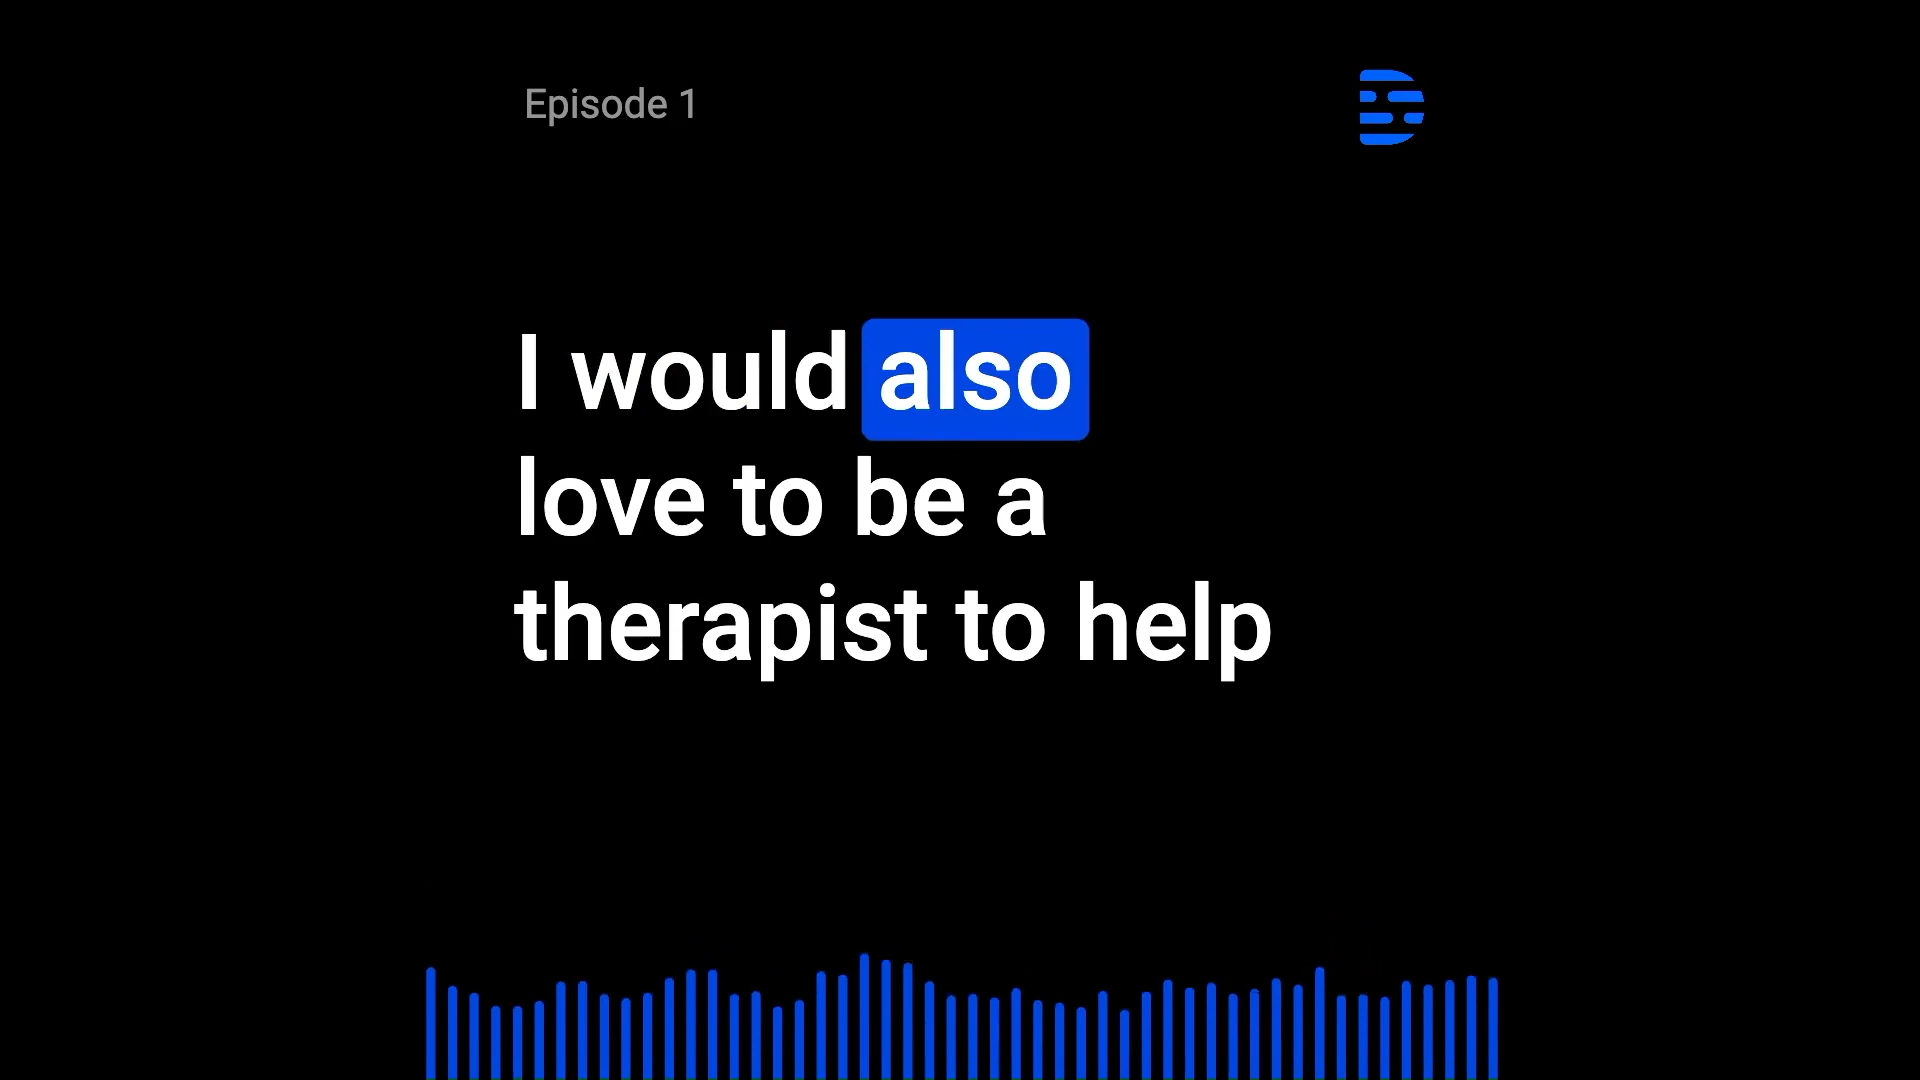 Episode 1
I would also
love to be a
therapist to help